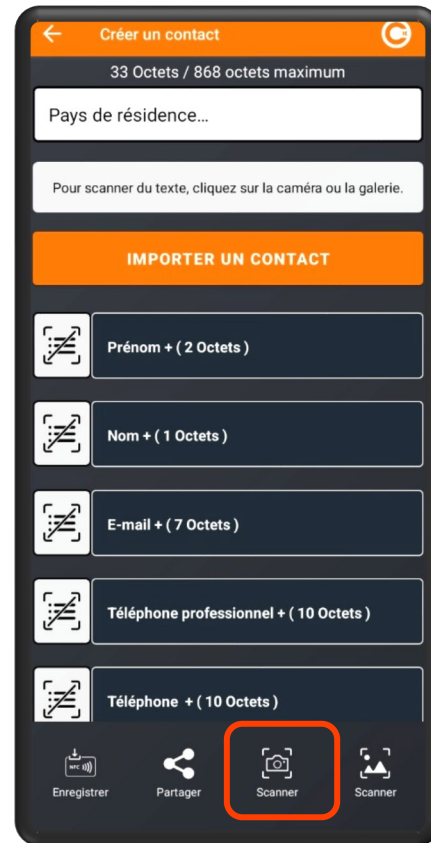 Créer un contact
33 Octets / 868 octets maximum
Pays de résidence...
Pour scanner du texte, cliquez sur la caméra ou la galerie.
IMPORTER UN CONTACT
Prénom + ( 2 Octets )
Nom + ( 1 Octets )
E-mail + ( 7 Octets )
Téléphone professionnel + ( 10 Octets )
Téléphone + ( 10 Octets )
NFC
Enregistrer Partager Scanner Scanner